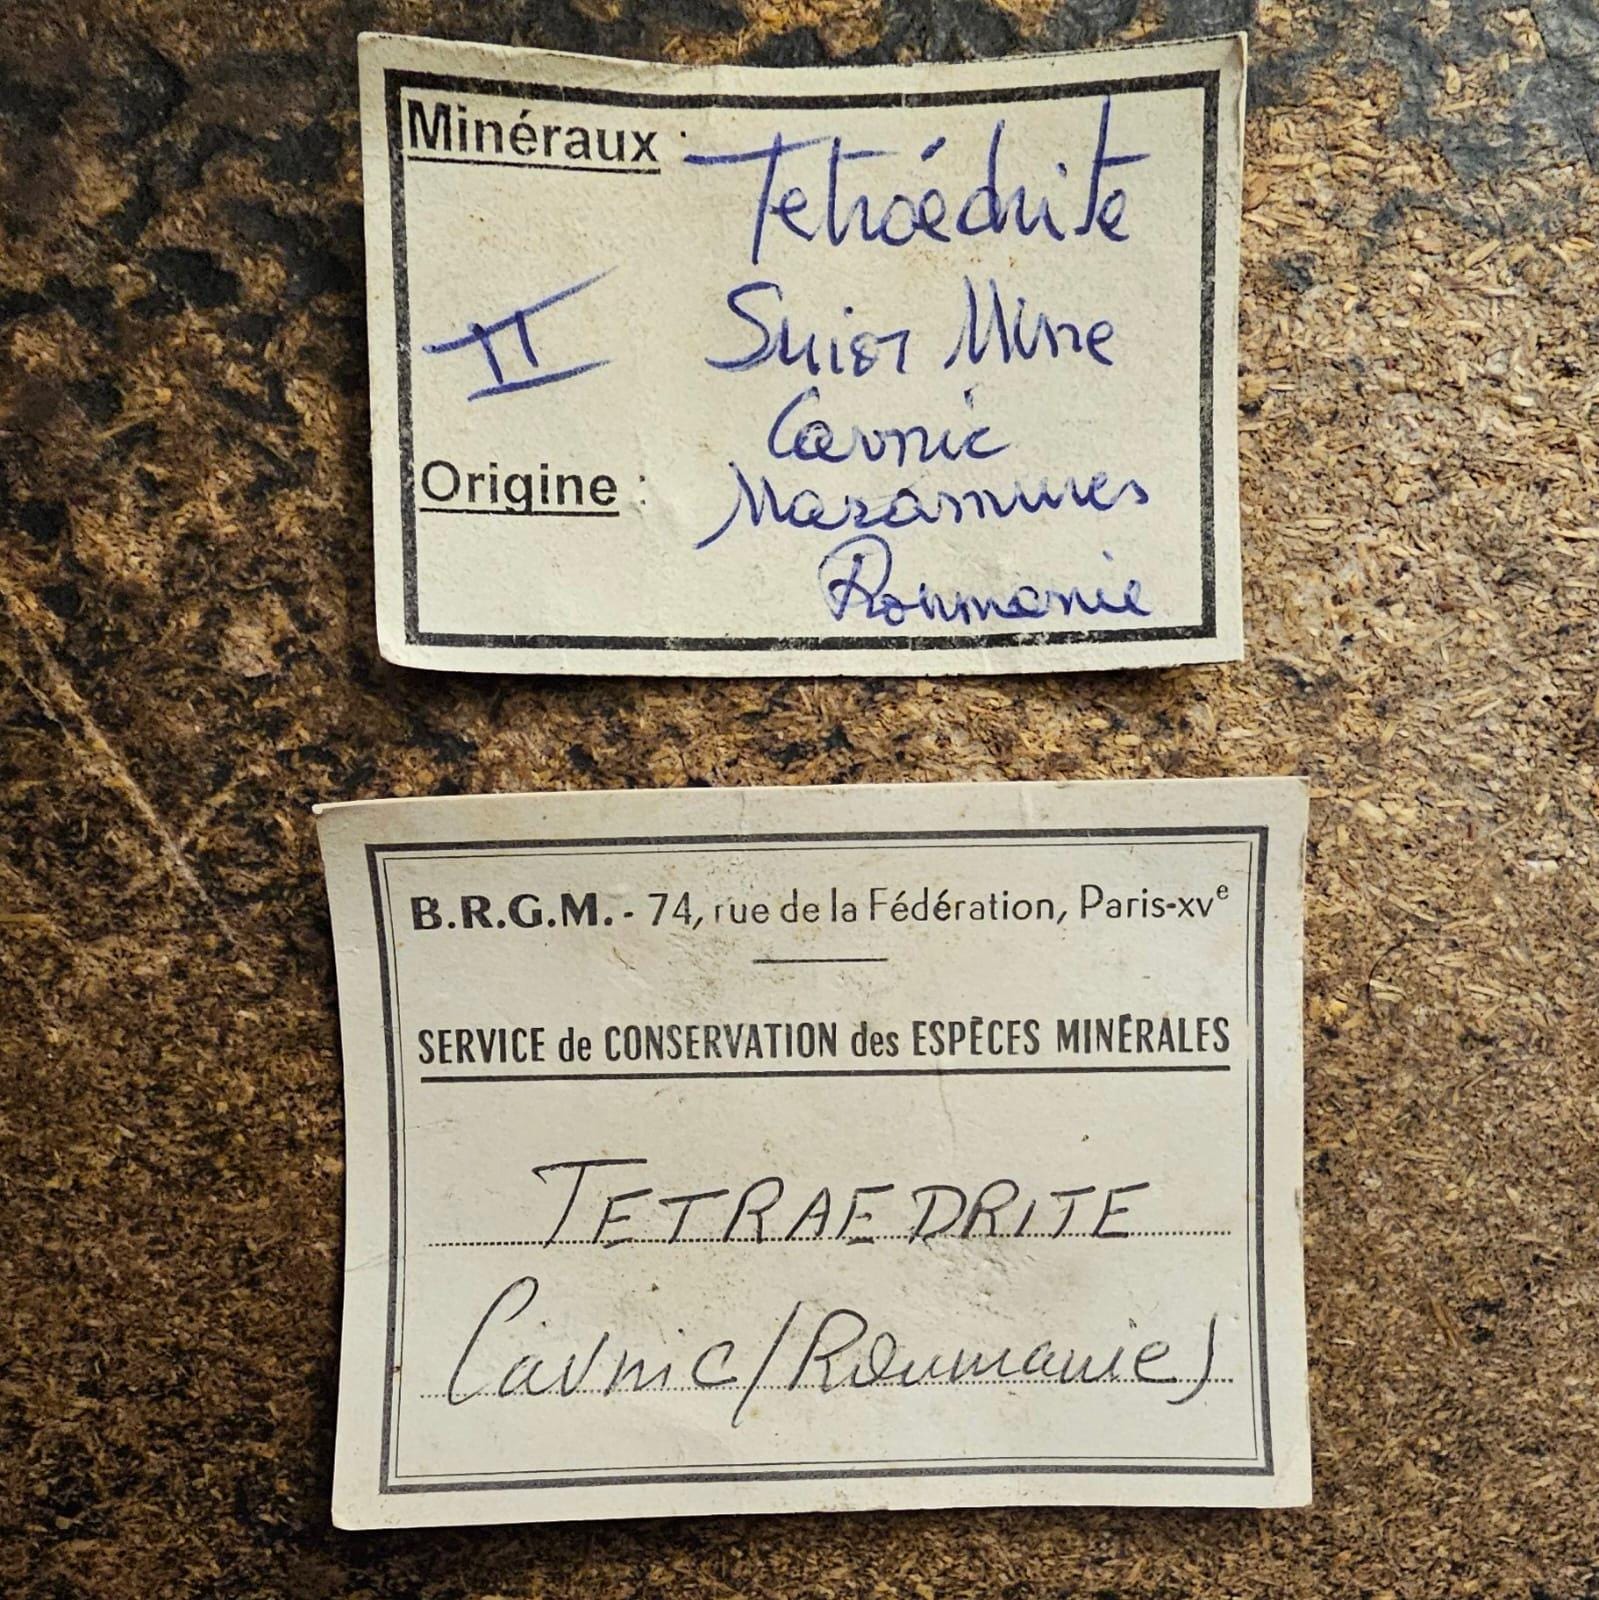 Minéraux : Tetraédrite
II Suior Mine
Cavnic
Origine : Maramures
Roumanie
B.R.G.M. - 74, rue de la Fédération, Paris-XVe
SERVICE de CONSERVATION des ESPÈCES MINÉRALES
TETRAEDRITE
Cavnic (Roumanie)